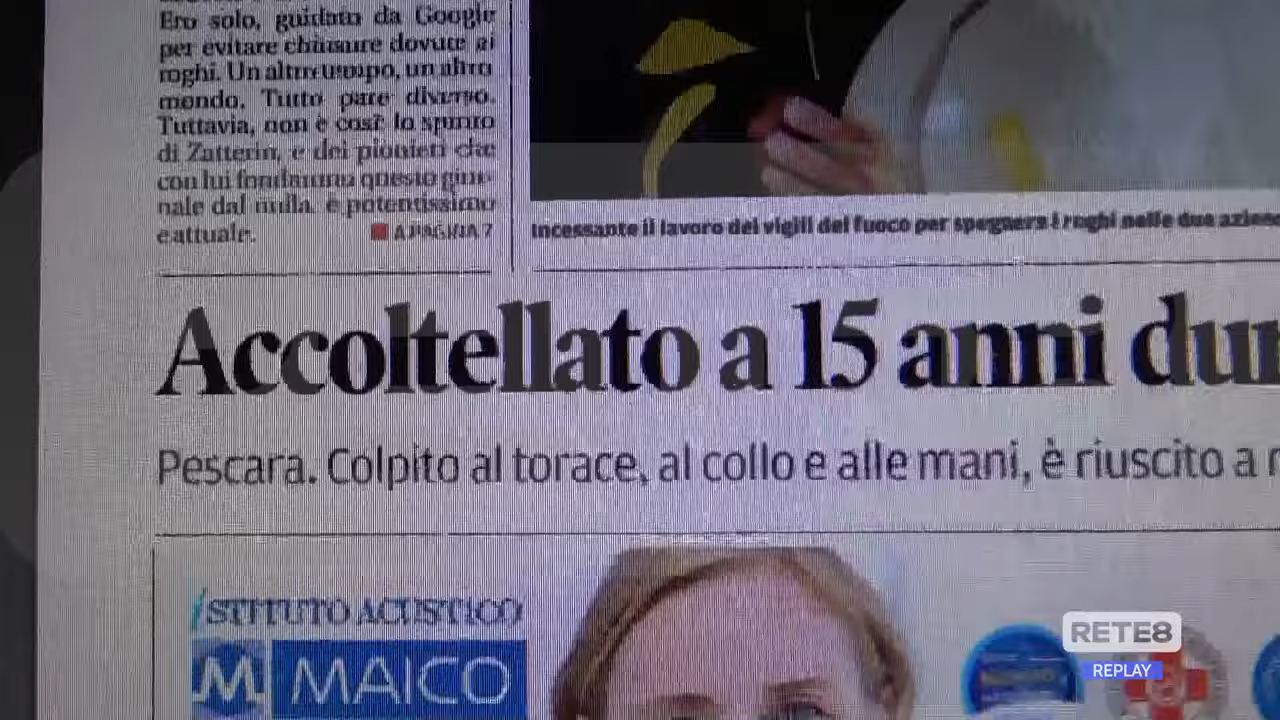 Ero solo, guidato da Google
per evitare chiusure dovute ai
roghi. Un altro tempo, un altro
mondo. Tutto pare diverso.
Tuttavia, non è così: lo spunto
di Zatterin, e dei pionieri che
con lui fondarono questo gior-
nale dal nulla, è potentissimo
e attuale.
A PAGINA 7
Incessante il lavoro dei vigili del fuoco per spegnere i roghi nelle due aziend
Accoltellato a 15 anni dur
Pescara. Colpito al torace, al collo e alle mani, è riuscito a r
ISTITUTO ACUSTICO
M MAICO
RETE8
REPLAY